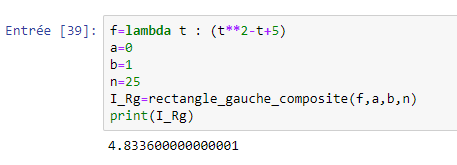 Entrée [39]: f=lambda t : (t**2-t+5)
a=0
b=1
n=25
I_Rg=rectangle_gauche_composite(f,a,b,n)
print(I_Rg)
4.833600000000001